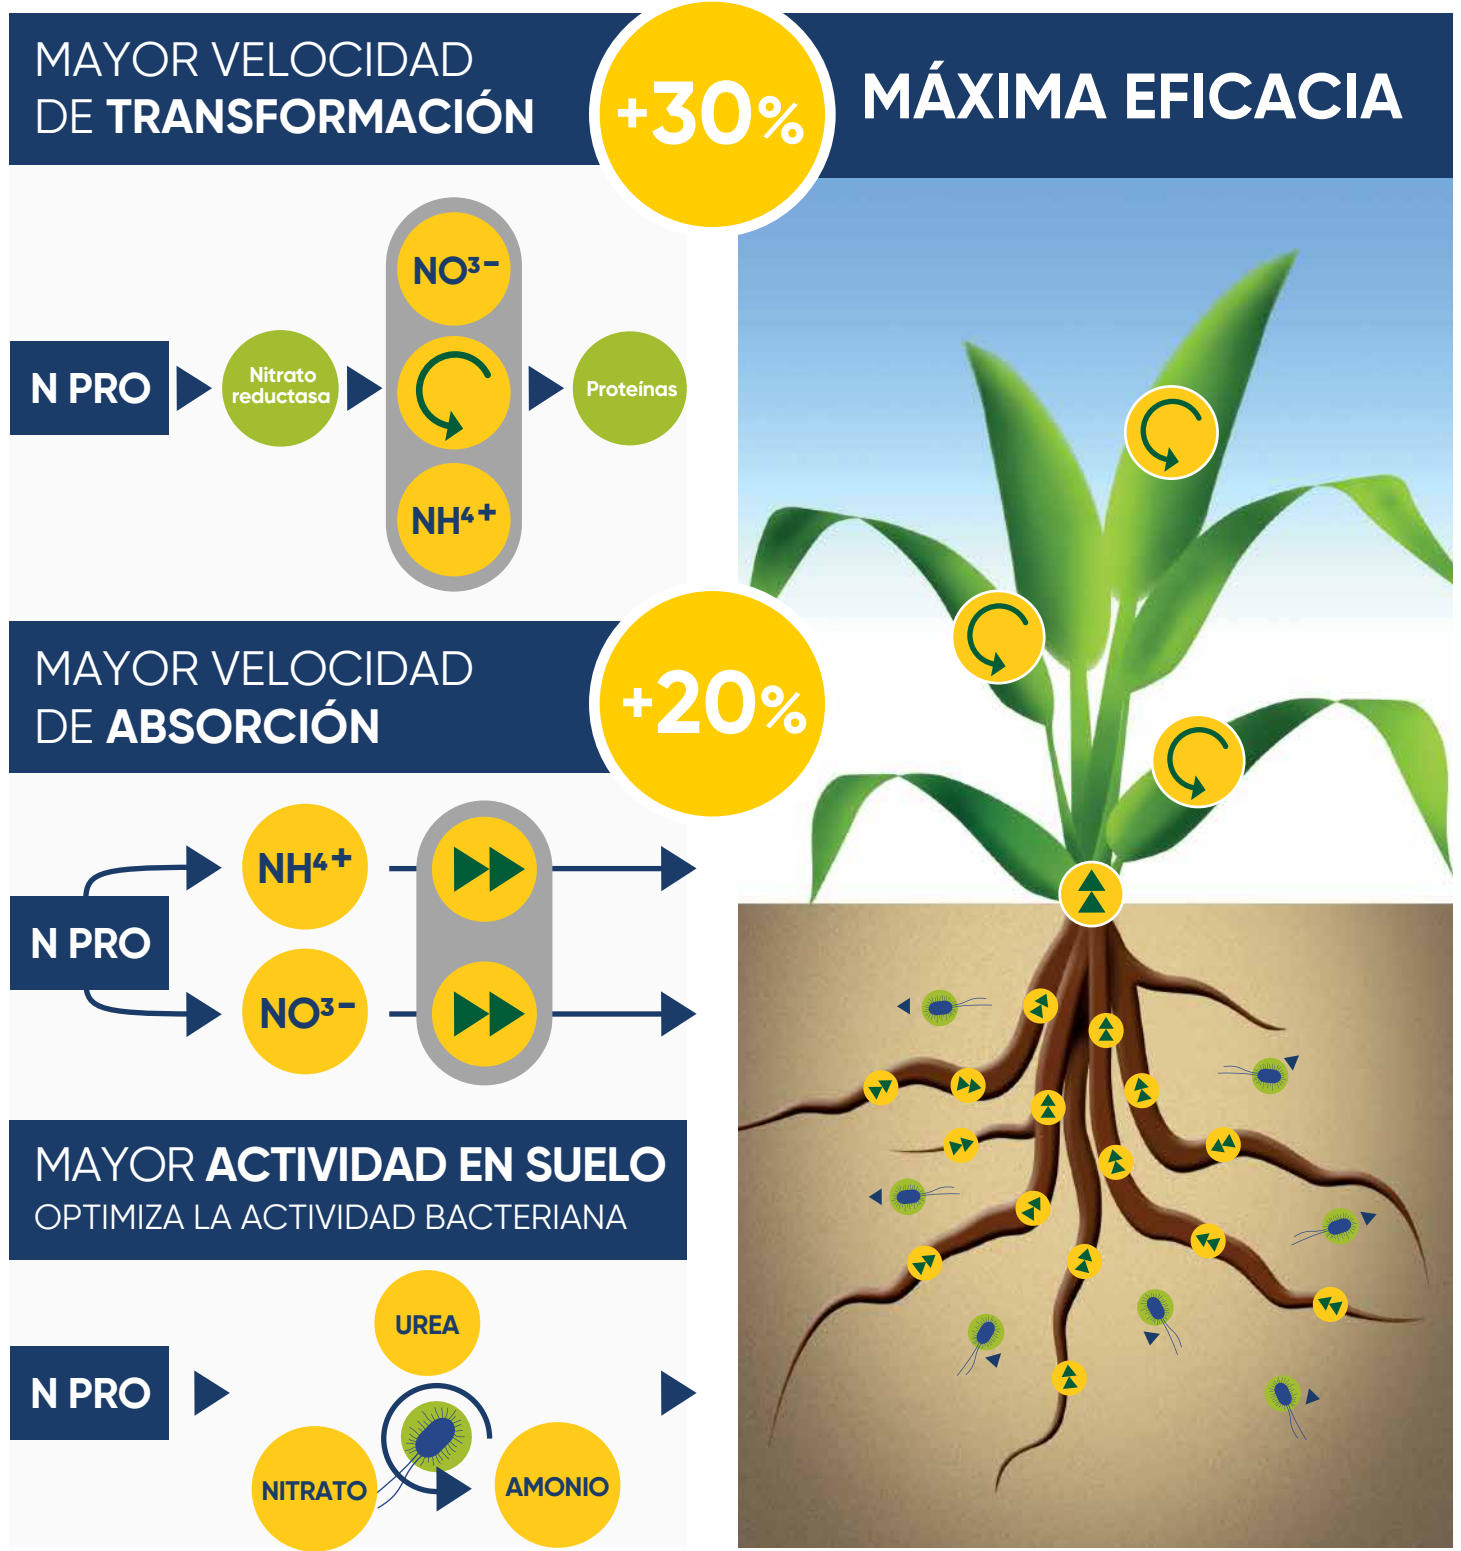 MAYOR VELOCIDAD
DE TRANSFORMACIÓN
+30%
MÁXIMA EFICACIA
NO³⁻
N PRO
Nitrato
reductasa
Proteínas
NH⁴⁺
MAYOR VELOCIDAD
DE ABSORCIÓN
+20%
NH⁴⁺
N PRO
NO³⁻
MAYOR ACTIVIDAD EN SUELO
OPTIMIZA LA ACTIVIDAD BACTERIANA
UREA
N PRO
NITRATO
AMONIO